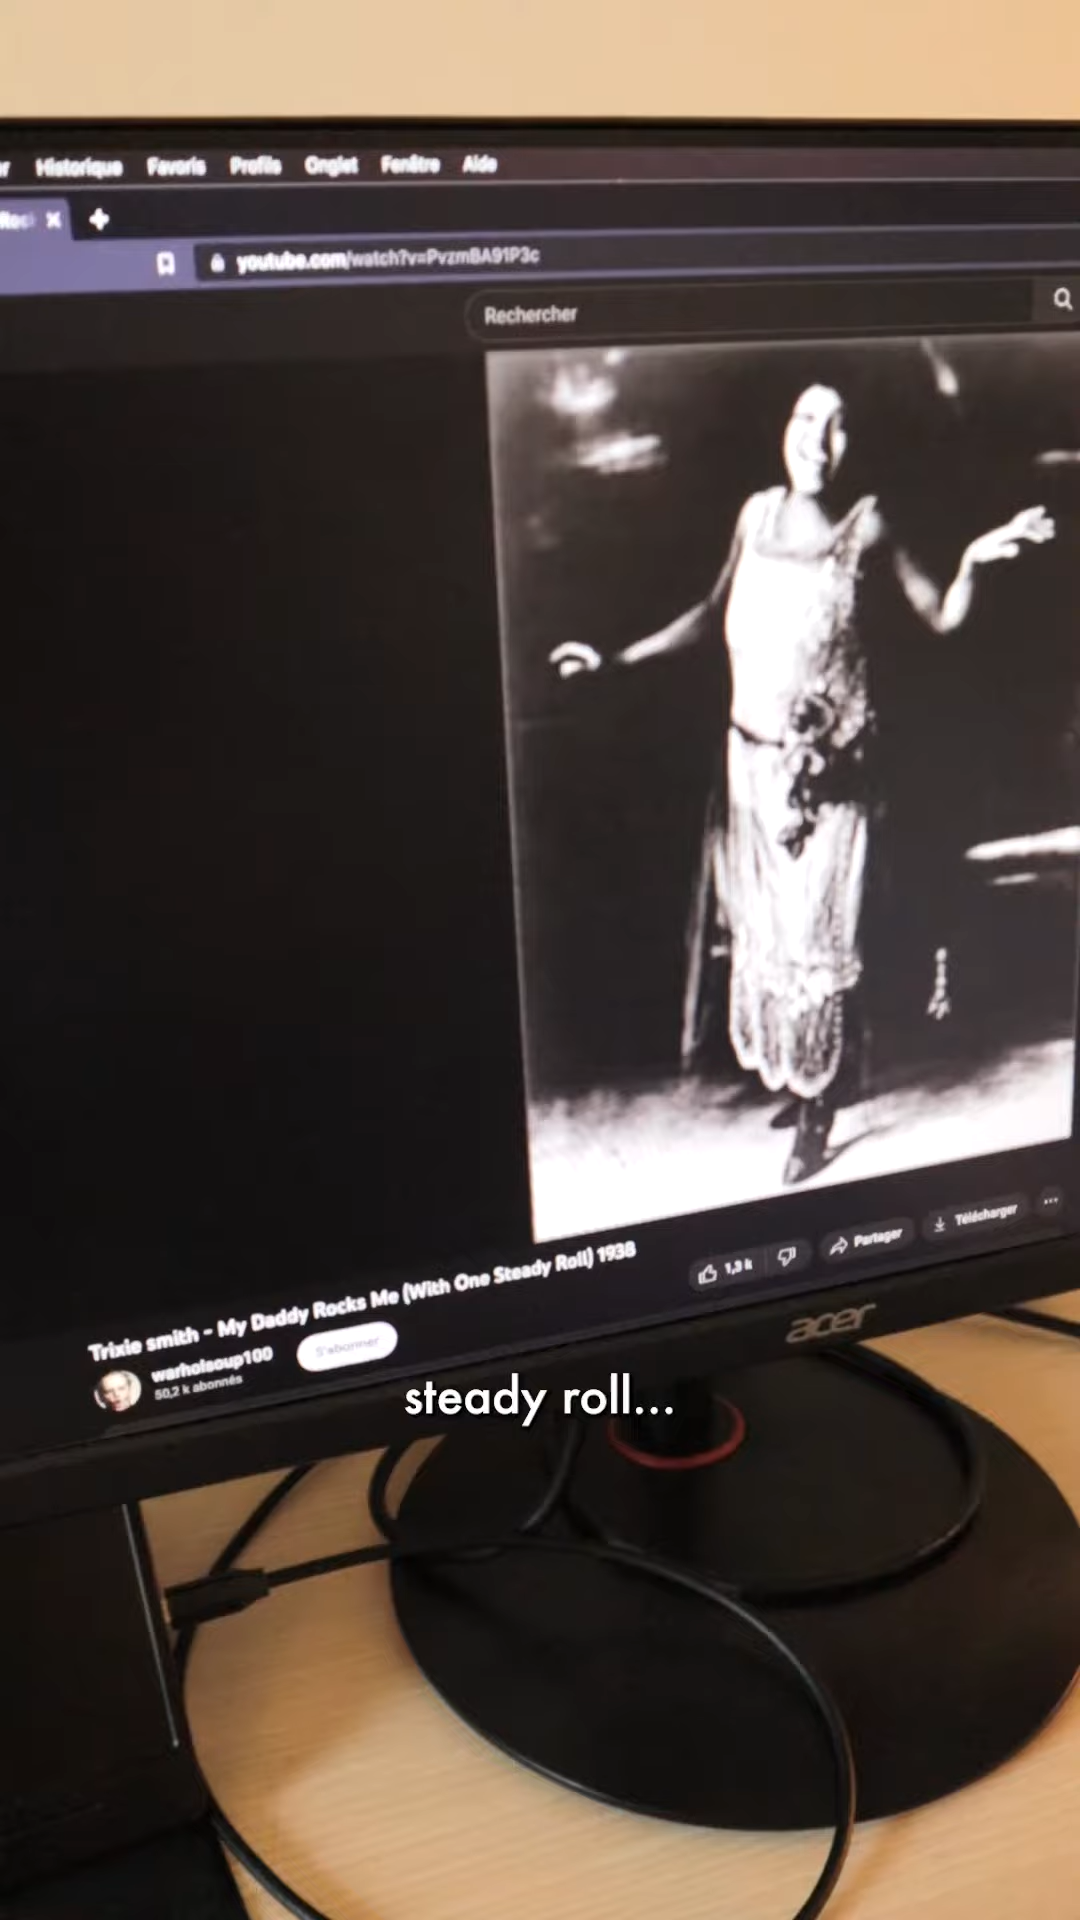 Historique Favoris Profils Onglet Fenêtre Aide
youtube.com/watch?v=PvzmBA91P3c
Rechercher
Trixie smith - My Daddy Rocks Me (With One Steady Roll) 1938
1,3 k Partager Télécharger
warholsoup100
50,2 k abonnés
S'abonner
acer
steady roll...